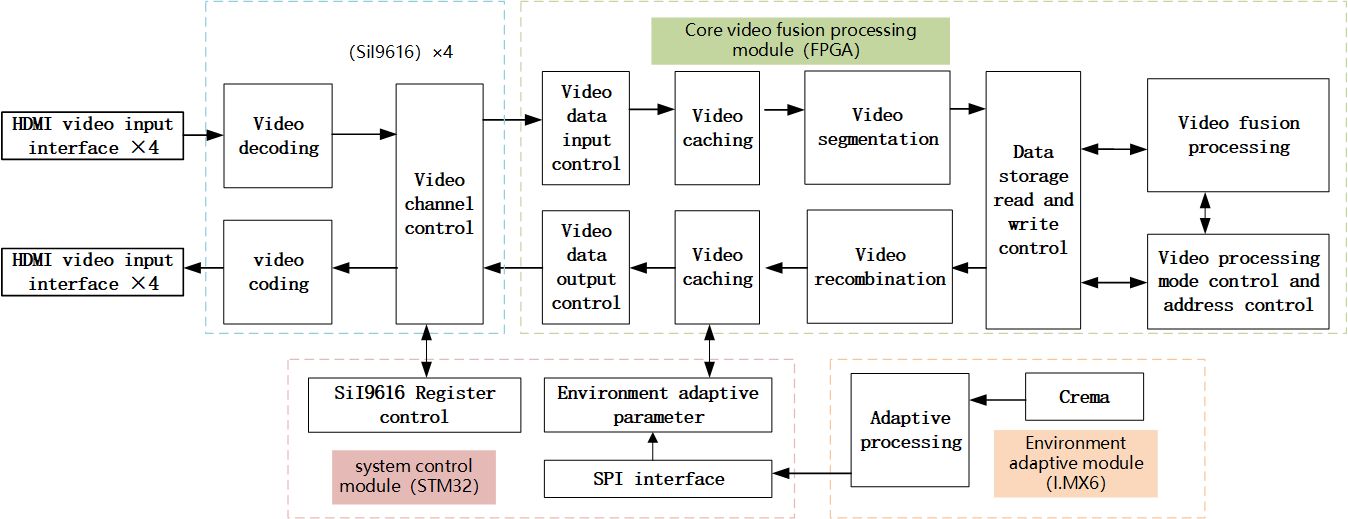 (SiI9616) ×4
Core video fusion processing
module (FPGA)
HDMI video input
interface ×4
Video
decoding
Video
channel
control
Video
data
input
control
Video
caching
Video
segmentation
Data
storage
read and
write
control
Video fusion
processing
HDMI video input
interface ×4
video
coding
Video
data
output
control
Video
caching
Video
recombination
Video processing
mode control and
address control
SiI9616 Register
control
Environment adaptive
parameter
Adaptive
processing
Crema
system control
module (STM32)
SPI interface
Environment
adaptive module
(I.MX6)